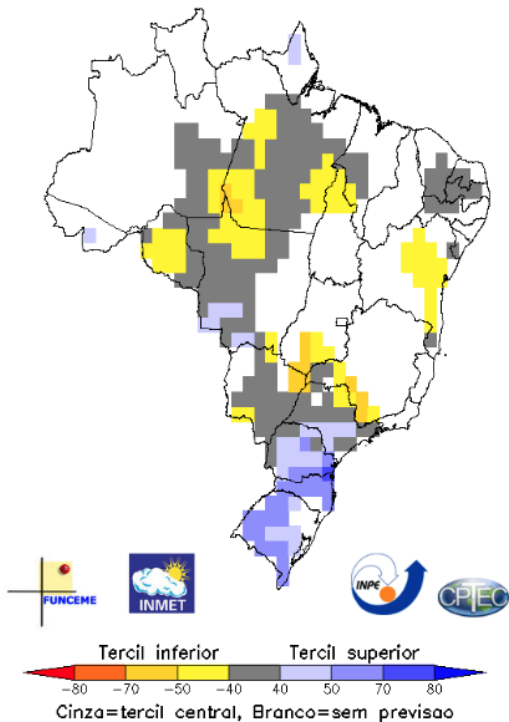 FUNCEME
INMET
INPE
CPTEC
Tercil inferior Tercil superior
-80 -70 -50 -40 40 50 70 80
Cinza=tercil central, Branco=sem previsao